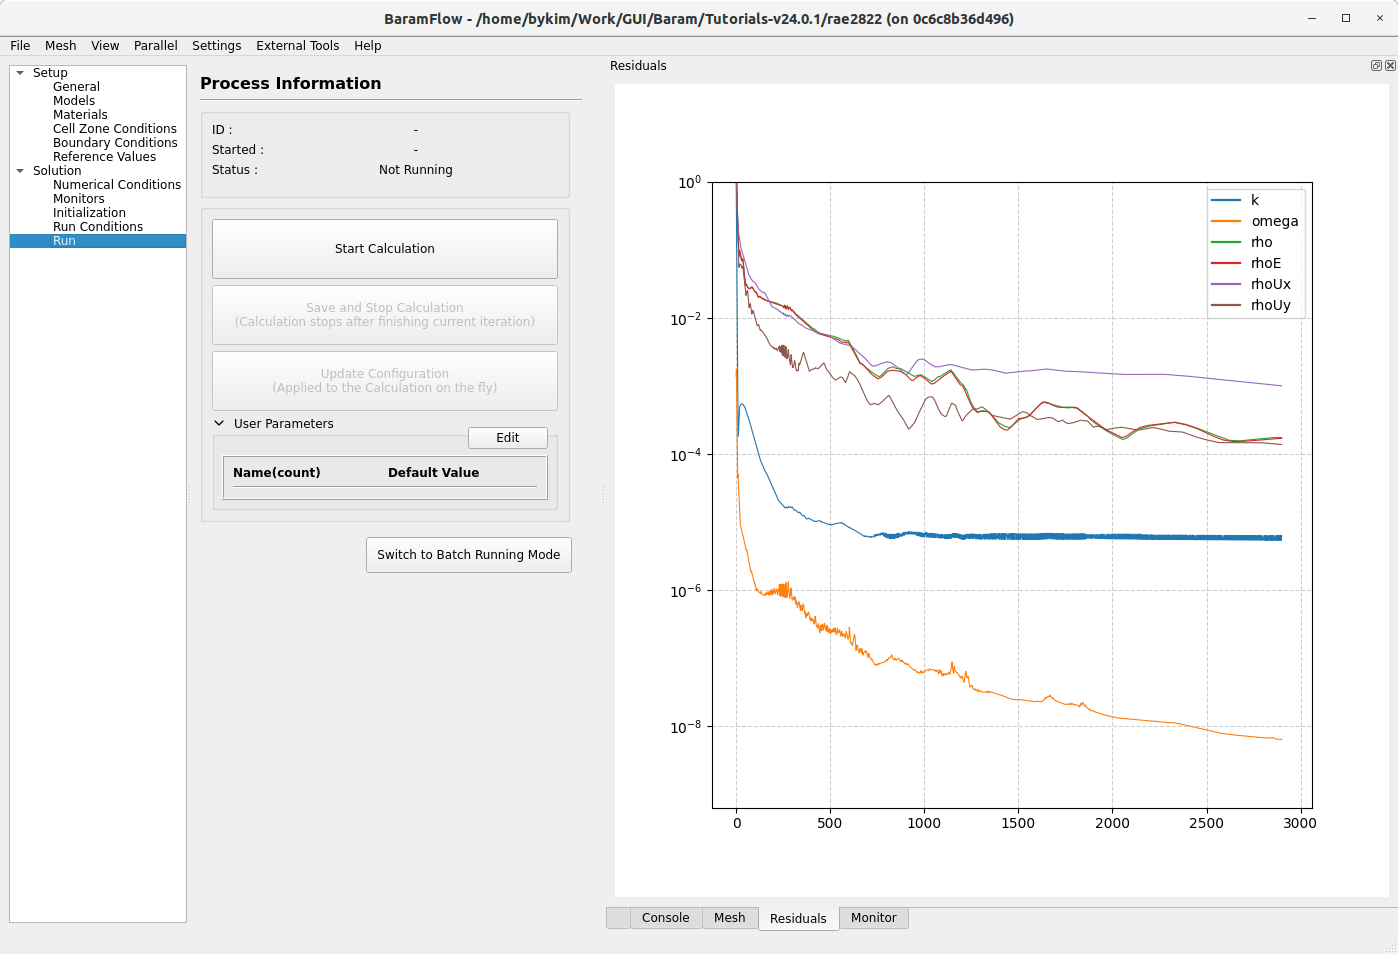 BaramFlow - /home/bykim/Work/GUI/Baram/Tutorials-v24.0.1/rae2822 (on 0c6c8b36d496)
File Mesh View Parallel Settings External Tools Help
Setup
General
Models
Materials
Cell Zone Conditions
Boundary Conditions
Reference Values
Solution
Numerical Conditions
Monitors
Initialization
Run Conditions
Run
Process Information
ID : -
Started : -
Status : Not Running
Start Calculation
Save and Stop Calculation
(Calculation stops after finishing current iteration)
Update Configuration
(Applied to the Calculation on the fly)
User Parameters
Edit
Name(count) Default Value
Switch to Batch Running Mode
Residuals
10⁰
10⁻²
10⁻⁴
10⁻⁶
10⁻⁸
k
omega
rho
rhoE
rhoUx
rhoUy
0 500 1000 1500 2000 2500 3000
Console Mesh Residuals Monitor